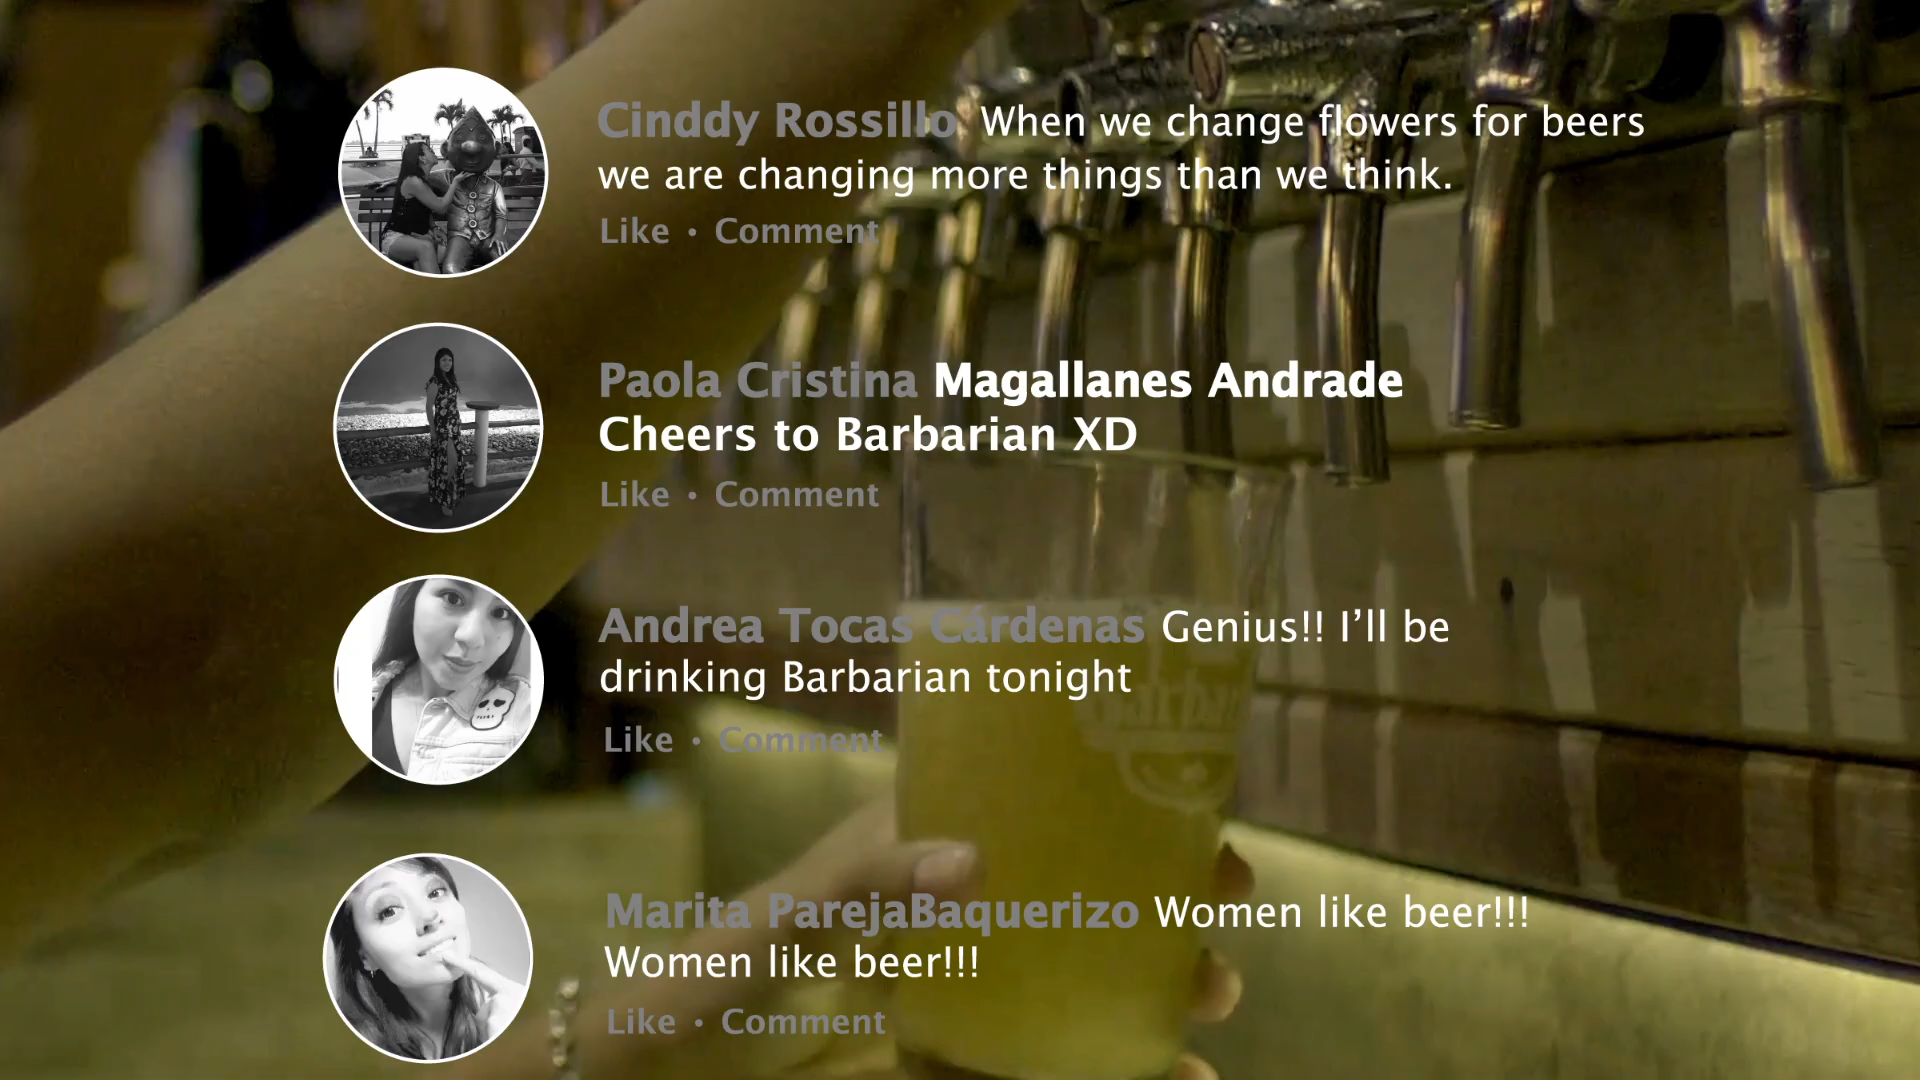 Cinddy Rossillo When we change flowers for beers
we are changing more things than we think.
Like • Comment
Paola Cristina Magallanes Andrade
Cheers to Barbarian XD
Like • Comment
Andrea Tocas Cárdenas Genius!! I’ll be
drinking Barbarian tonight
Like • Comment
Marita ParejaBaquerizo Women like beer!!!
Women like beer!!!
Like • Comment